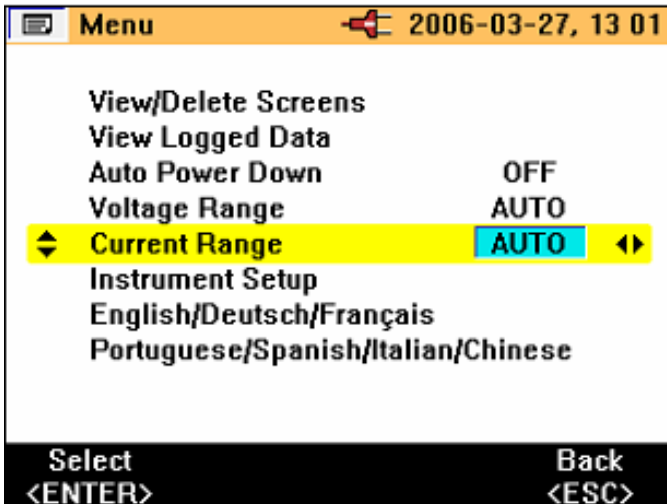 Menu 2006-03-27, 13 01
View/Delete Screens
View Logged Data
Auto Power Down OFF
Voltage Range AUTO
Current Range AUTO
Instrument Setup
English/Deutsch/Français
Portuguese/Spanish/Italian/Chinese
Select Back
<ENTER> <ESC>